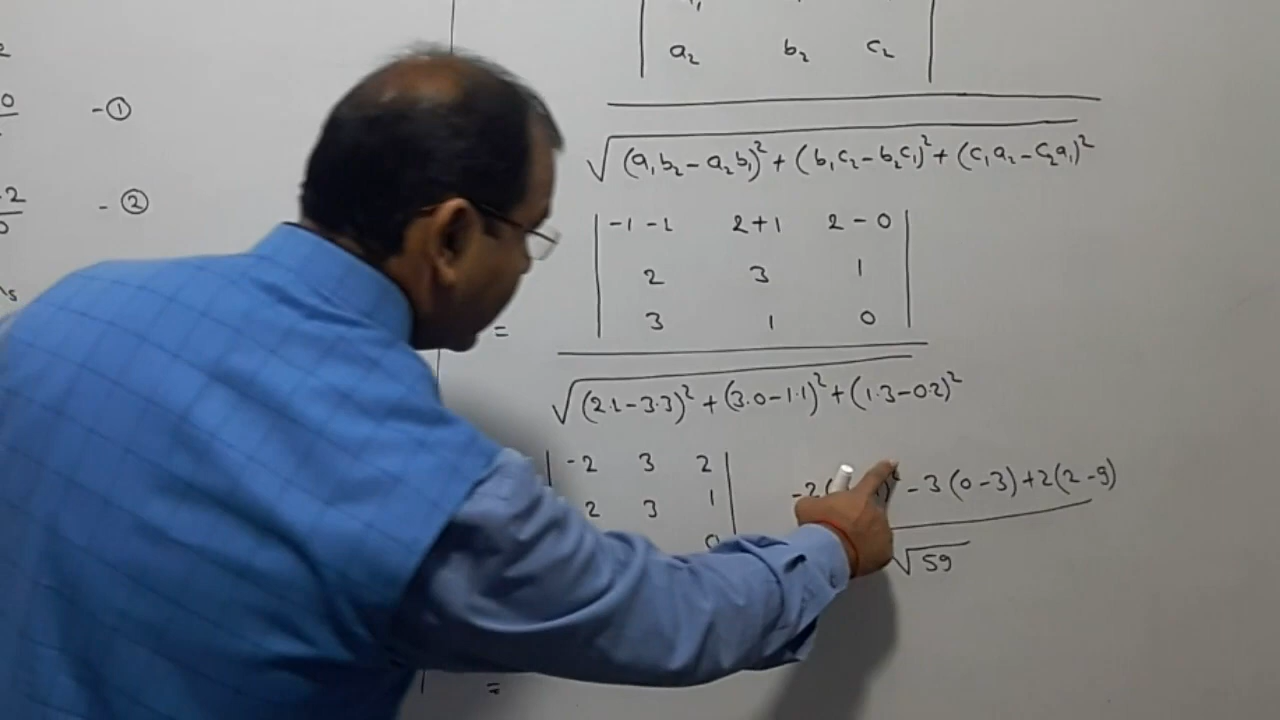 a₂ b₂ c₂
-①
√(a₁b₂-a₂b₁)²+(b₁c₂-b₂c₁)²+(c₁a₂-c₂a₁)²
-②
-1-1 2+1 2-0
2 3 1
= 3 1 0
√(2.1-3.3)²+(3.0-1.1)²+(1.3-0.2)²
-2 3 2
-3(0-3)+2(2-9)
2 3 1
√59
=